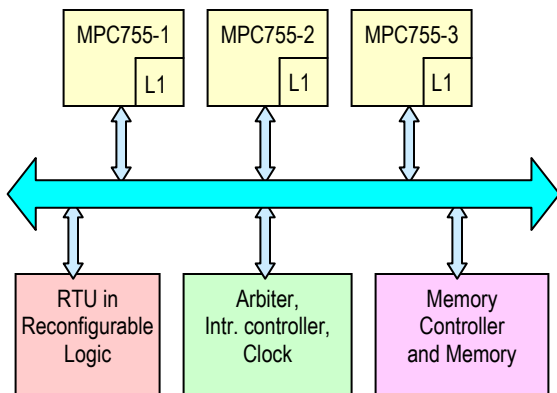 MPC755-1
L1
MPC755-2
L1
MPC755-3
L1
RTU in
Reconfigurable
Logic
Arbiter,
Intr. controller,
Clock
Memory
Controller
and Memory